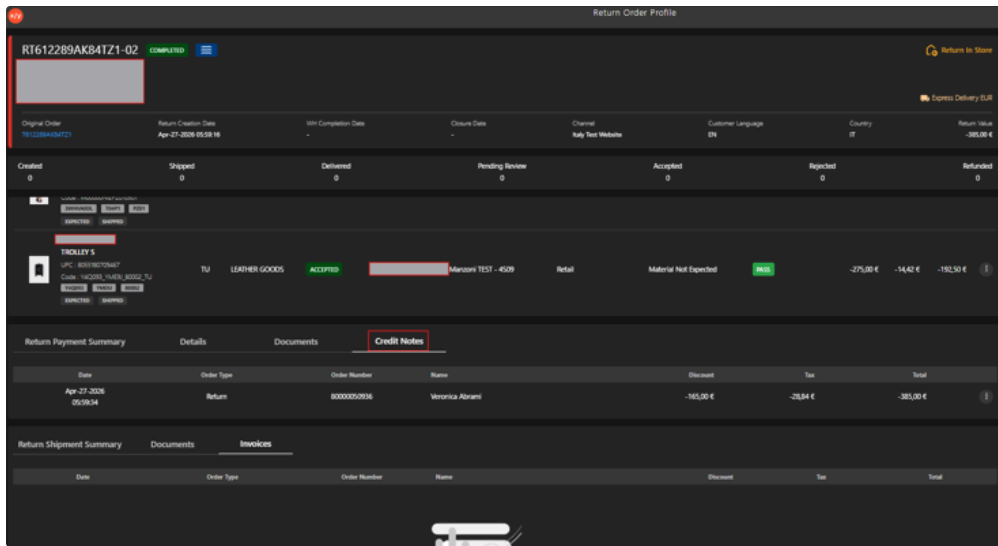 n/y
Return Order Profile
RT612289AK84TZ1-02 COMPLETED
Return In Store
Express Delivery EUR
Original Order Return Creation Date WH Completion Date Closure Date Channel Customer Language Country Return Value
T612289AK84TZ1 Apr-27-2026 05:59:16 - - Italy Test Website EN IT -385,00 €
Created Shipped Delivered Pending Review Accepted Rejected Refunded
0 0 0 0 0 0 0
EXPECTED SHIPPED
TROLLEY S
UPC : 8055180709467
TU LEATHER GOODS ACCEPTED Manzoni TEST - 4509 Retail Material Not Expected PASS -275,00 € -14,42 € -192,50 €
EXPECTED SHIPPED
Return Payment Summary Details Documents Credit Notes
Date Order Type Order Number Name Discount Tax Total
Apr-27-2026
05:59:34
Return 80000050936 Veronica Abrami -165,00 € -28,84 € -385,00 €
Return Shipment Summary Documents Invoices
Date Order Type Order Number Name Discount Tax Total